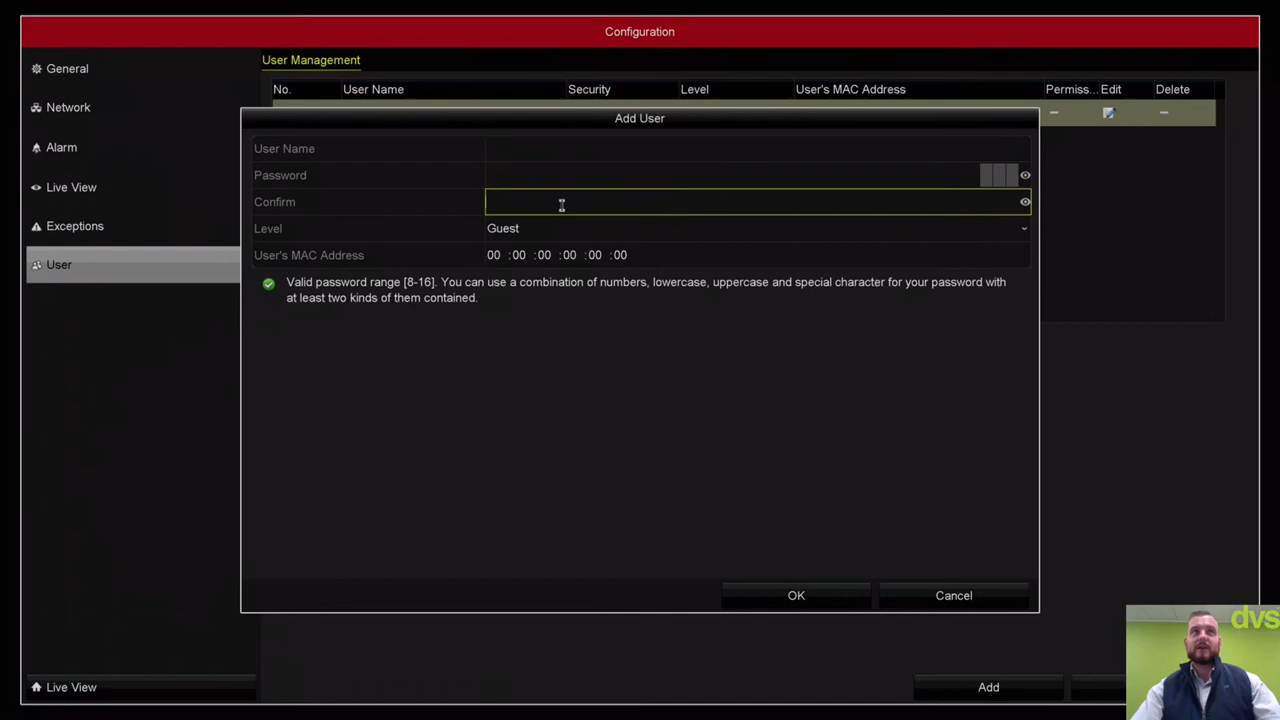 Configuration
General
Network
Alarm
Live View
Exceptions
User
Live View
User Management
No. User Name Security Level User's MAC Address Permiss... Edit Delete
Add User
User Name
Password
Confirm
Level Guest
User's MAC Address 00 :00 :00 :00 :00 :00
Valid password range [8-16]. You can use a combination of numbers, lowercase, uppercase and special character for your password with
at least two kinds of them contained.
OK Cancel
Add
dvs